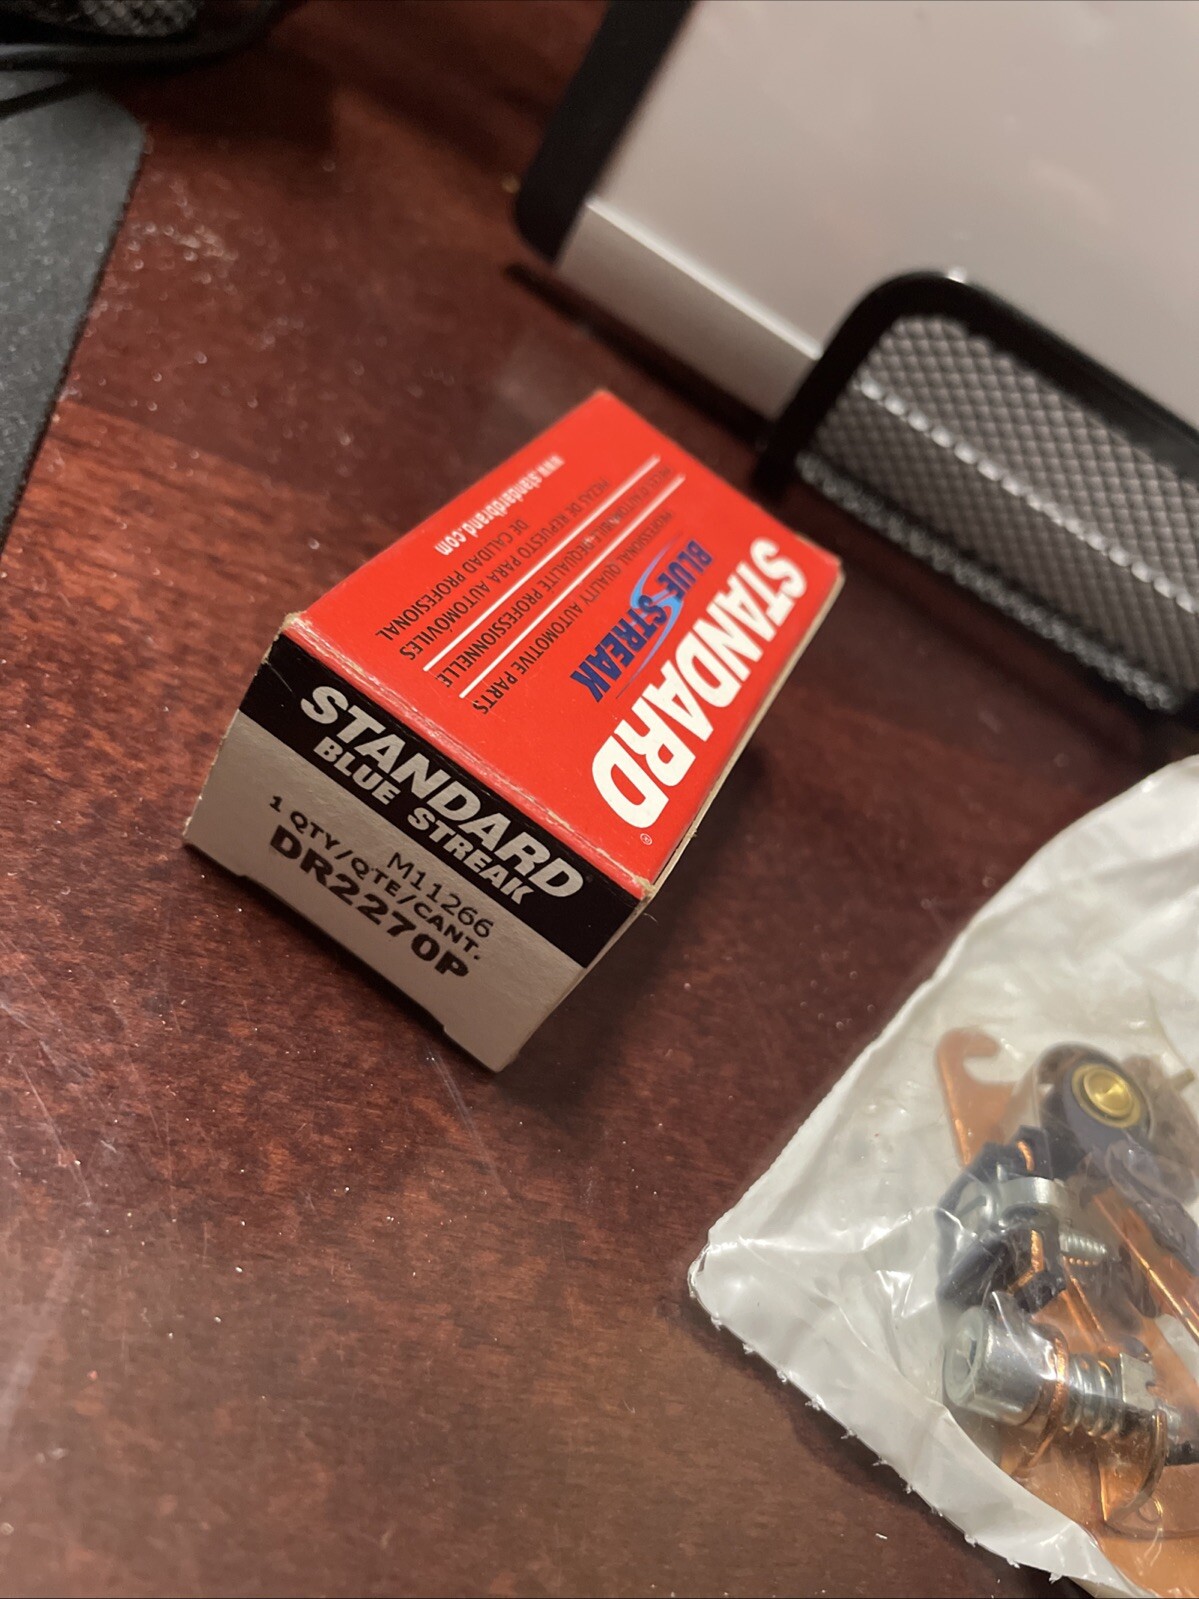 STANDARD®
BLUE STREAK
PROFESSIONAL QUALITY AUTOMOTIVE PARTS
PIÈCES D'AUTOMOBILE DE QUALITÉ PROFESSIONNELLE
PIEZAS DE REPUESTO PARA AUTOMÓVILES
DE CALIDAD PROFESIONAL
www.standardbrand.com
STANDARD
BLUE STREAK
M11266
1 QTY/QTE/CANT.
DR2270P